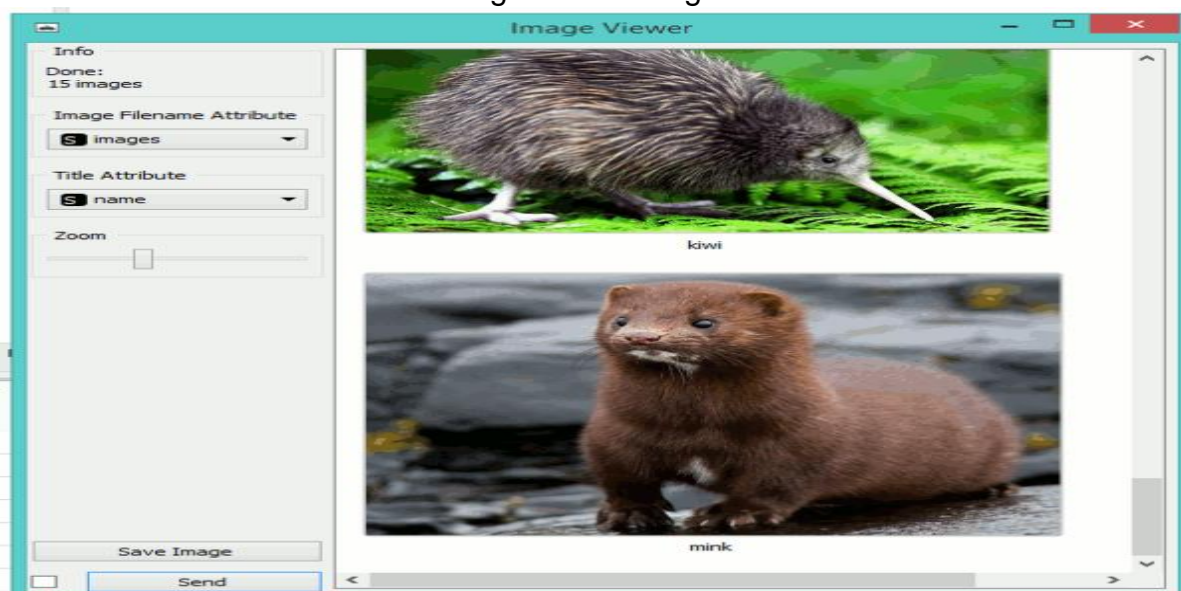 Image Viewer
Info
Done:
15 images
Image Filename Attribute
S images
Title Attribute
S name
Zoom
Save Image
Send
kiwi
mink